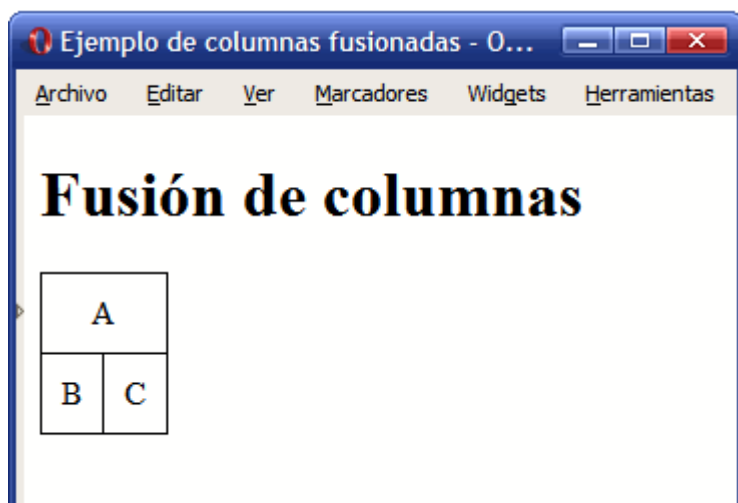 Ejemplo de columnas fusionadas - O...
Archivo Editar Ver Marcadores Widgets Herramientas
Fusión de columnas
A
B C